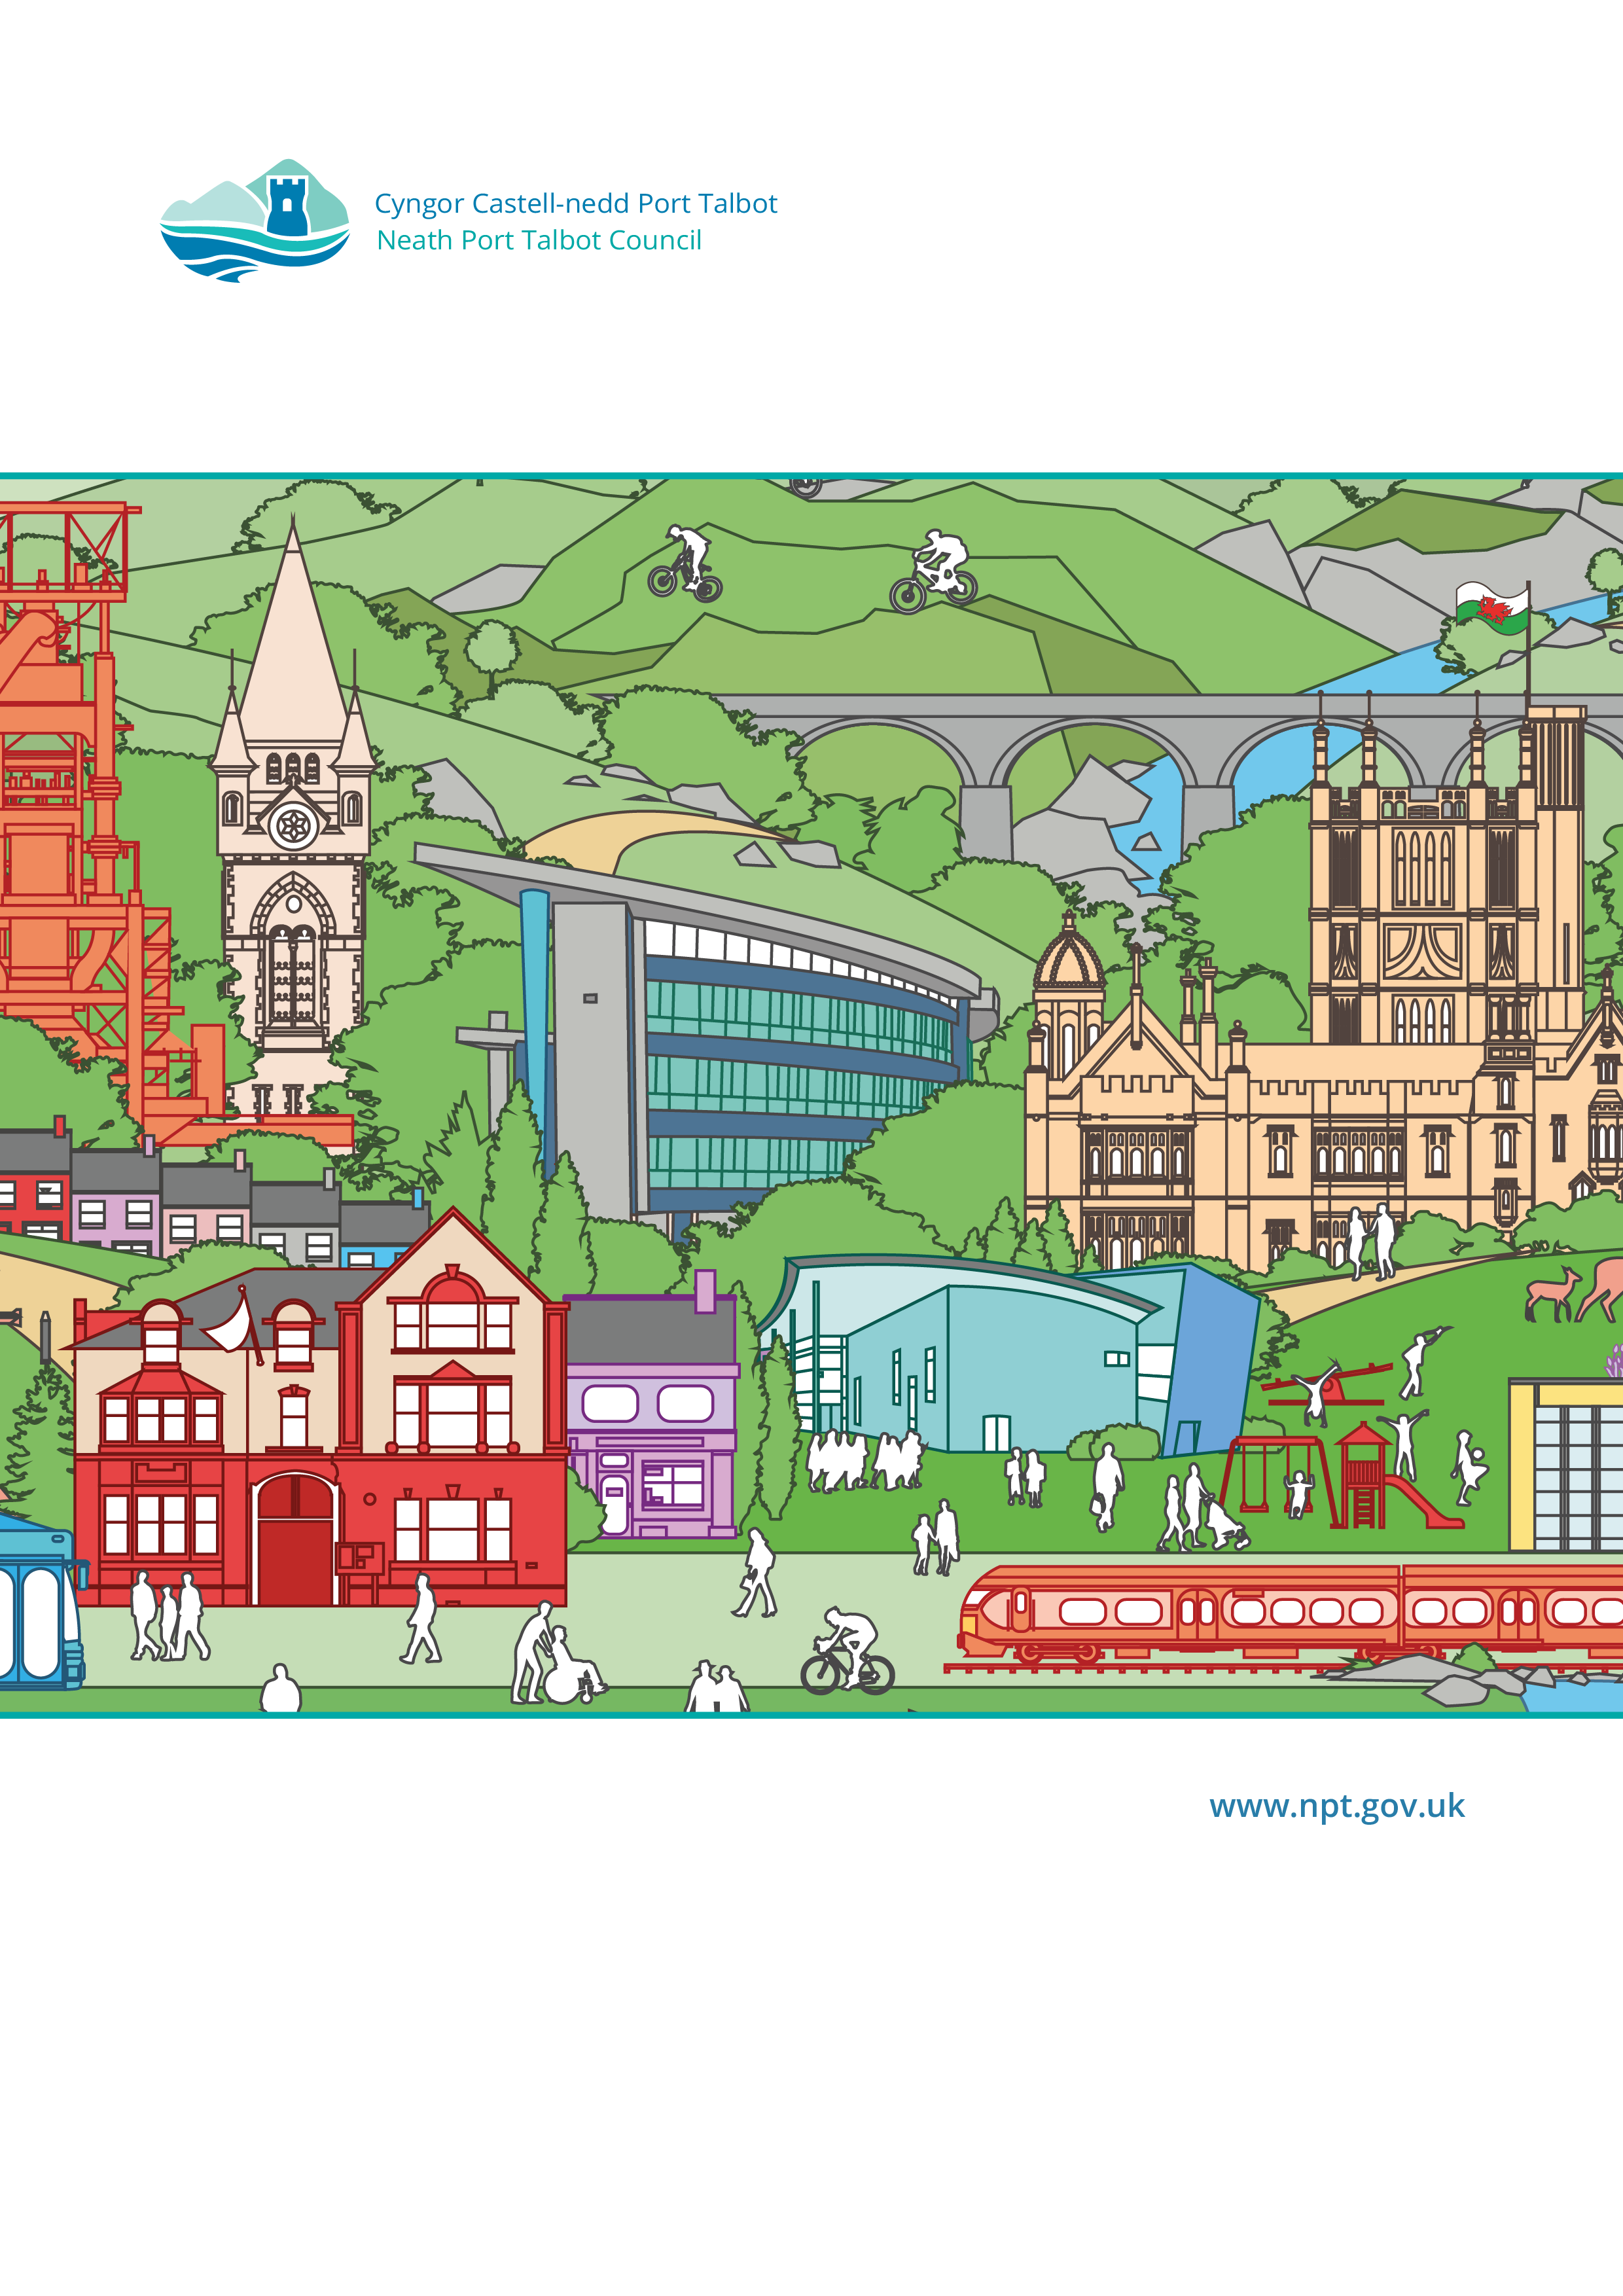 Cyngor Castell-nedd Port Talbot
Neath Port Talbot Council
www.npt.gov.uk